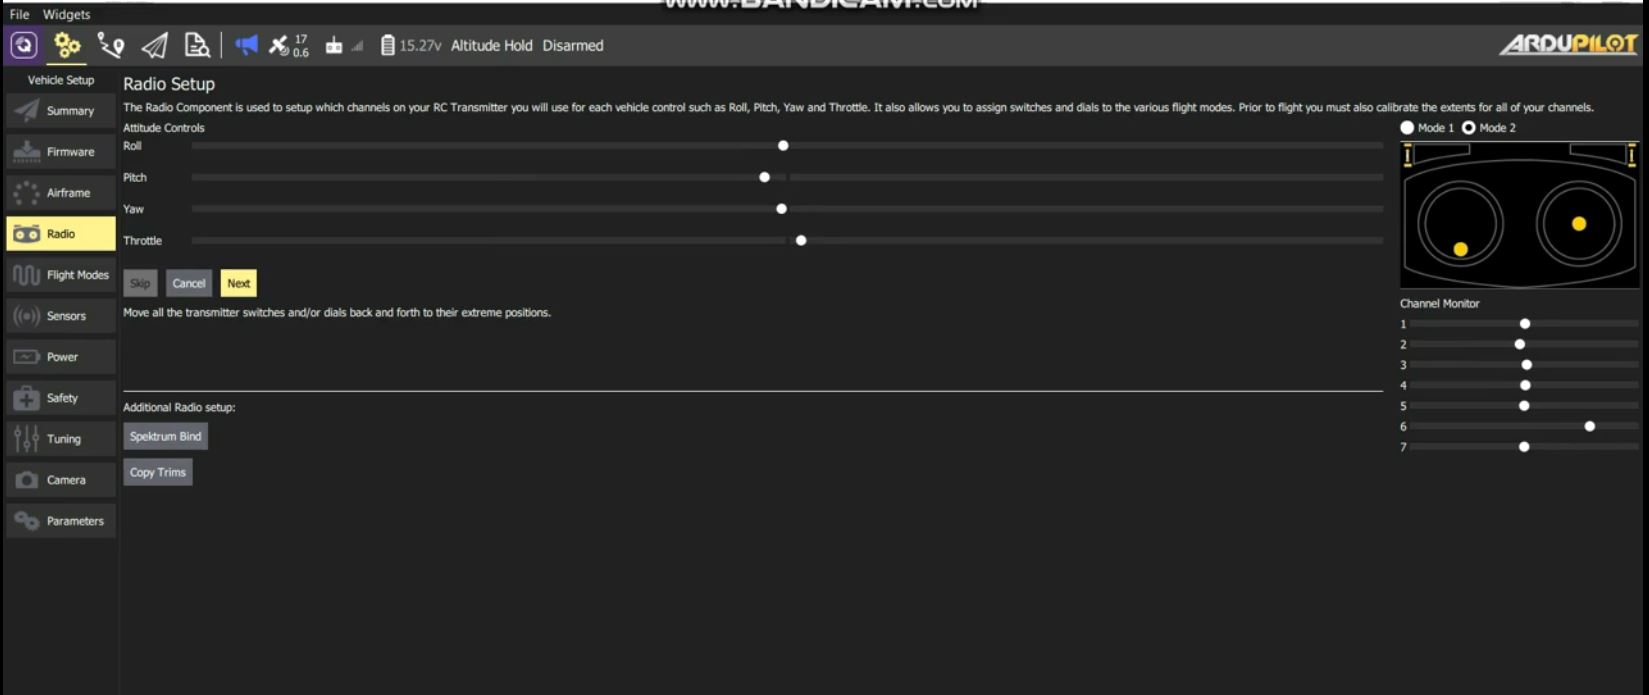 www.BANDICAM.com
File Widgets
17
0.6
15.27v Altitude Hold Disarmed
ARDUPILOT
Vehicle Setup
Summary
Firmware
Airframe
Radio
Flight Modes
Sensors
Power
Safety
Tuning
Camera
Parameters
Radio Setup
The Radio Component is used to setup which channels on your RC Transmitter you will use for each vehicle control such as Roll, Pitch, Yaw and Throttle. It also allows you to assign switches and dials to the various flight modes. Prior to flight you must also calibrate the extents for all of your channels.
Attitude Controls
Roll
Pitch
Yaw
Throttle
Skip Cancel Next
Move all the transmitter switches and/or dials back and forth to their extreme positions.
Additional Radio setup:
Spektrum Bind
Copy Trims
Mode 1 Mode 2
Channel Monitor
1
2
3
4
5
6
7